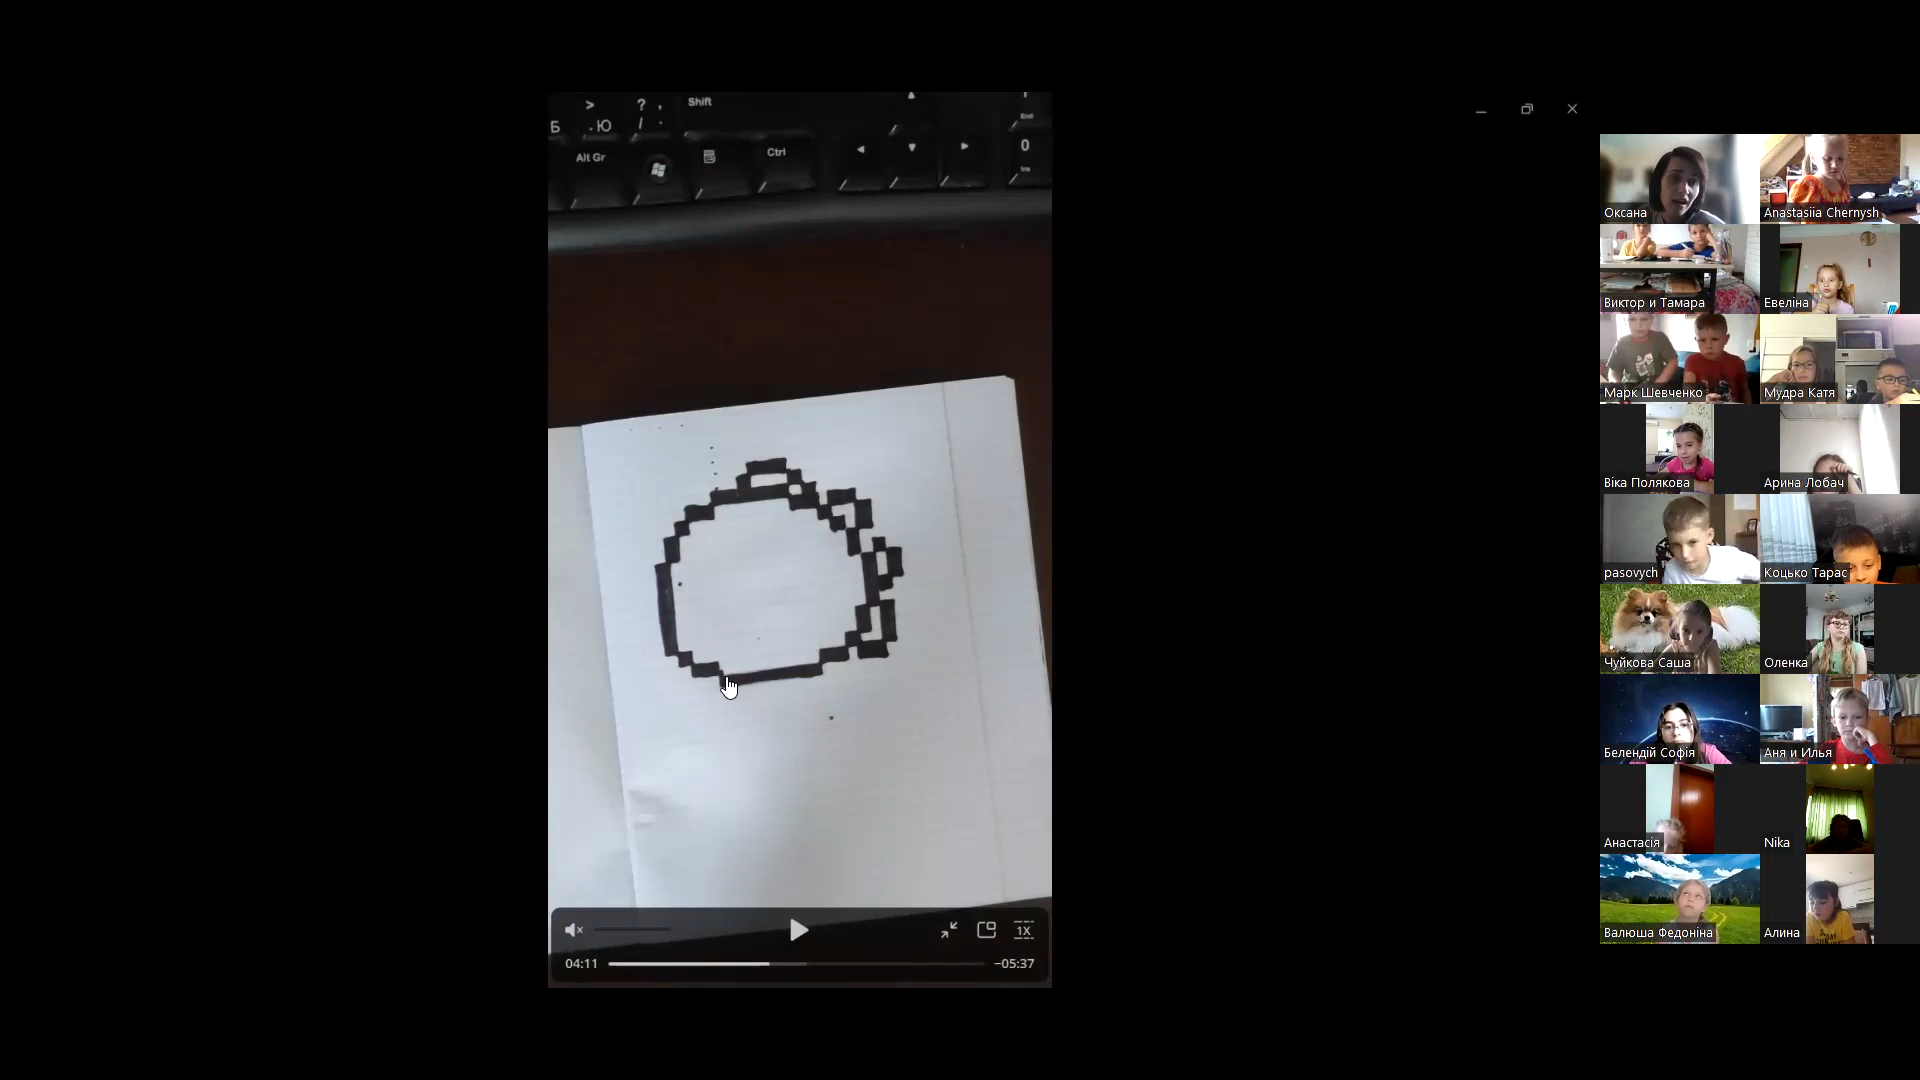 > ? , Shift End
Б . Ю / .
Alt Gr Ctrl 0
Ins
04:11 −05:37
1X
Оксана
Anastasiia Chernysh
Виктор и Тамара
Евеліна
Марк Шевченко
Мудра Катя
Віка Полякова
Арина Лобач
pasovych
Коцько Тарас
Чуйкова Саша
Оленка
Белендій Софія
Аня и Илья
Анастасія
Nika
Валюша Федоніна
Алина